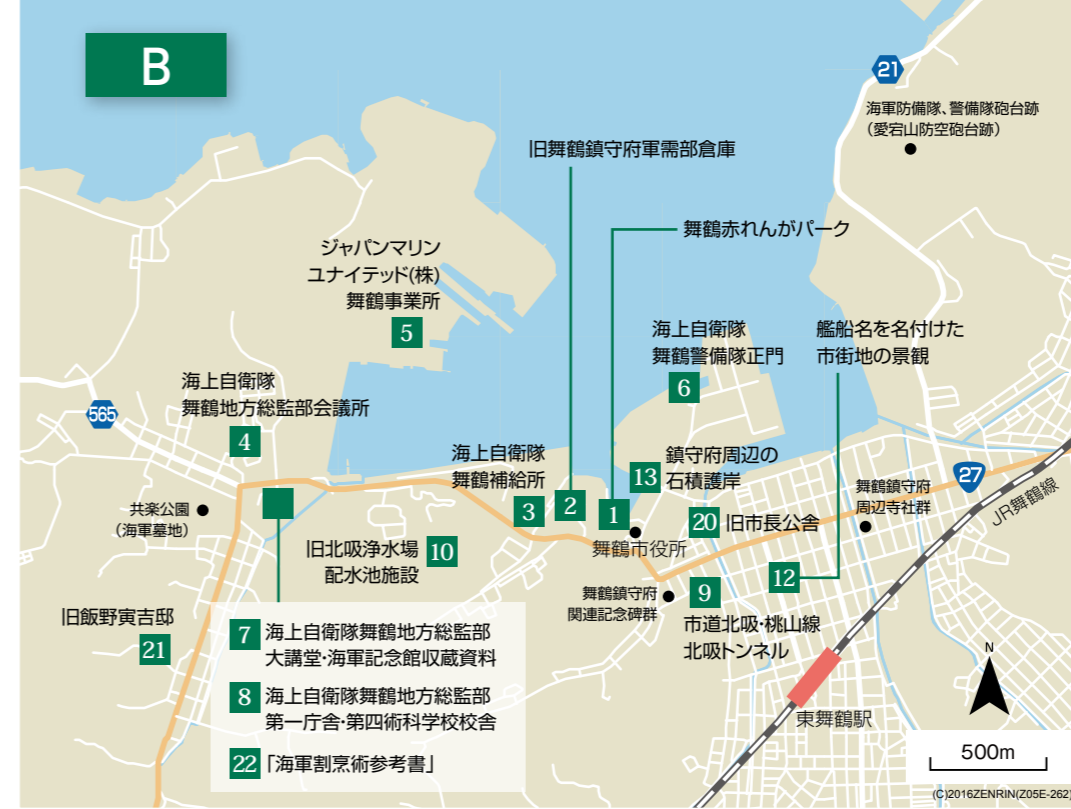 B
21
海軍防備隊、警備隊砲台跡
(愛宕山防空砲台跡)
旧舞鶴鎮守府軍需部倉庫
舞鶴赤れんがパーク
ジャパンマリン
ユナイテッド(株)
舞鶴事業所
5
海上自衛隊
舞鶴警備隊正門
6
艦船名を名付けた
市街地の景観
海上自衛隊
舞鶴地方総監部会議所
4
565
海上自衛隊
舞鶴補給所
3
2
1
13
鎮守府周辺の
石積護岸
27
JR舞鶴線
舞鶴鎮守府
周辺寺社群
共楽公園
(海軍墓地)
旧北吸浄水場
配水池施設
10
舞鶴市役所
20
旧市長公舎
12
舞鶴鎮守府
関連記念碑群
9
市道北吸・桃山線
北吸トンネル
旧飯野寅吉邸
21
7
海上自衛隊舞鶴地方総監部
大講堂・海軍記念館収蔵資料
8
海上自衛隊舞鶴地方総監部
第一庁舎・第四術科学校校舎
22
「海軍割烹術参考書」
東舞鶴駅
N
500m
(C)2016ZENRIN(Z05E-262)